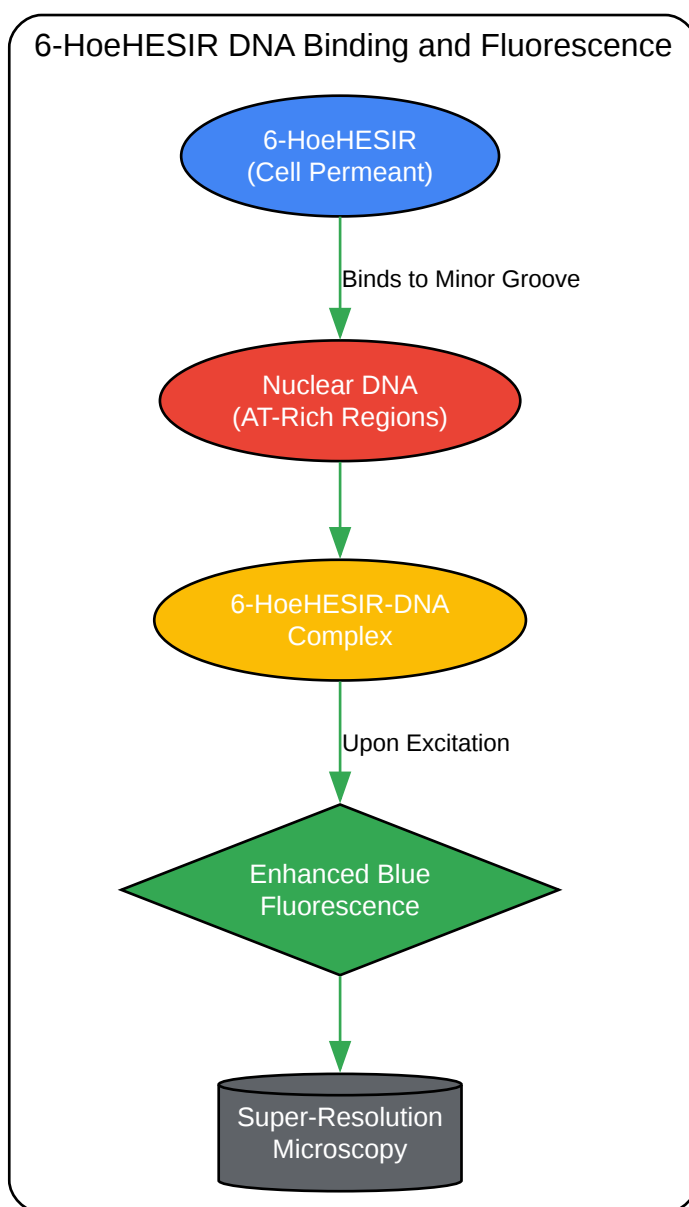 6-HoeHESIR DNA Binding and Fluorescence
6-HoeHESIR
(Cell Permeant)
Binds to Minor Groove
Nuclear DNA
(AT-Rich Regions)
6-HoeHESIR-DNA
Complex
Upon Excitation
Enhanced Blue
Fluorescence
Super-Resolution
Microscopy